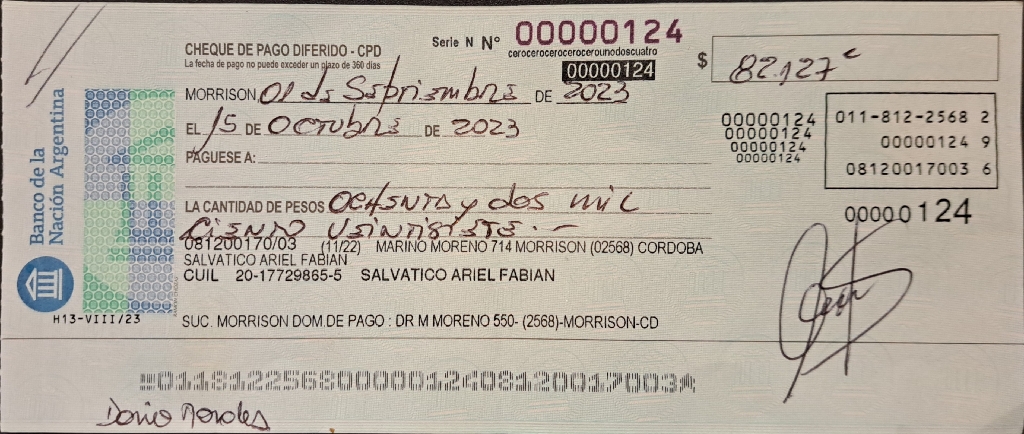 CHEQUE DE PAGO DIFERIDO - CPD
La fecha de pago no puede exceder un plazo de 360 días
Serie N Nº 00000124
cerocerocerocerocerounodoscuatro
00000124
$ 82.127
MORRISON, 01 de Septiembre DE 2023
EL 15 DE Octubre DE 2023
PÁGUESE A:
LA CANTIDAD DE PESOS Ochenta y dos mil
Ciento veintisiete.-
081200170/03 (11/22) MARINO MORENO 714 MORRISON (02568) CORDOBA
SALVATICO ARIEL FABIAN
CUIL 20-17729865-5 SALVATICO ARIEL FABIAN
SUC. MORRISON DOM.DE PAGO : DR M MORENO 550- (2568)-MORRISON-CD
00000124
00000124
00000124
00000124
011-812-2568 2
00000124 9
08120017003 6
00000124
Banco de la
Nación Argentina
H13-VIII/23
01181225680000012408120017003
Dario Morales